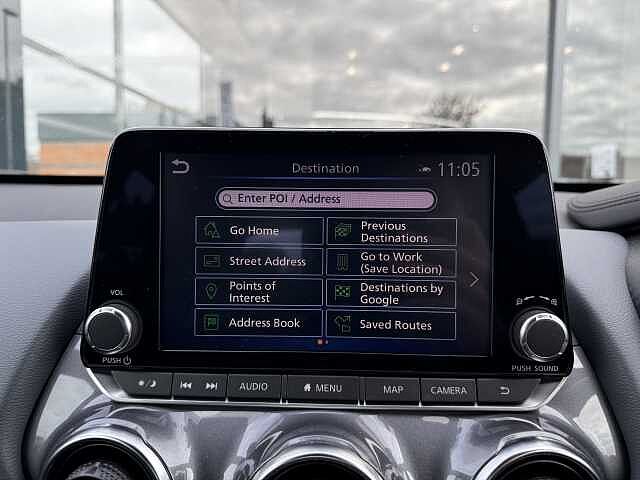 Destination 11:05
Enter POI / Address
Go Home
Previous
Destinations
Street Address
Go to Work
(Save Location)
Points of
Interest
Destinations by
Google
Address Book
Saved Routes
VOL
PUSH
PUSH SOUND
AUDIO
MENU
MAP
CAMERA